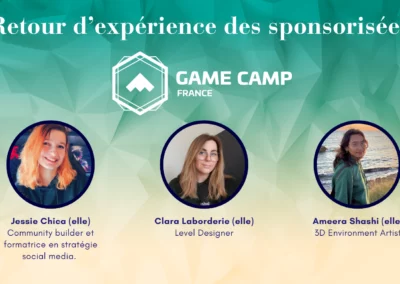 Retour d'expérience des sponsorisée
GAME CAMP
FRANCE
Jessie Chica (elle)
Community builder et
formatrice en stratégie
social media.
Clara Laborderie (elle)
Level Designer
Ameera Shashi (elle
3D Environment Artist